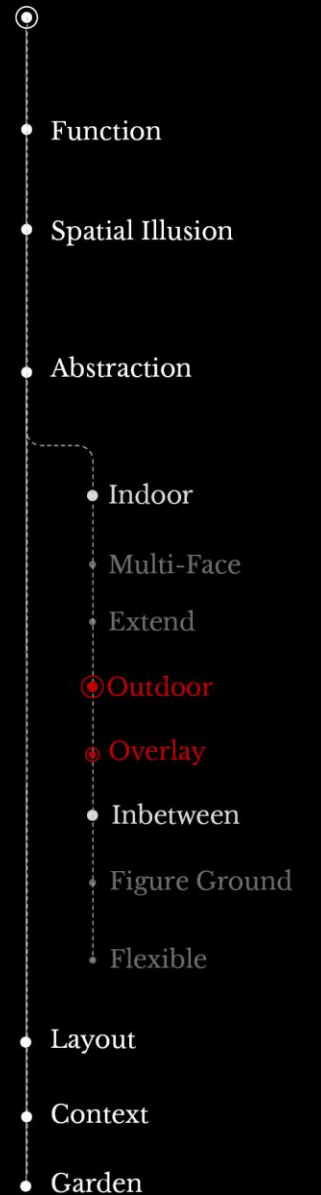 Function
Spatial Illusion
Abstraction
Indoor
Multi-Face
Extend
Outdoor
Overlay
Inbetween
Figure Ground
Flexible
Layout
Context
Garden